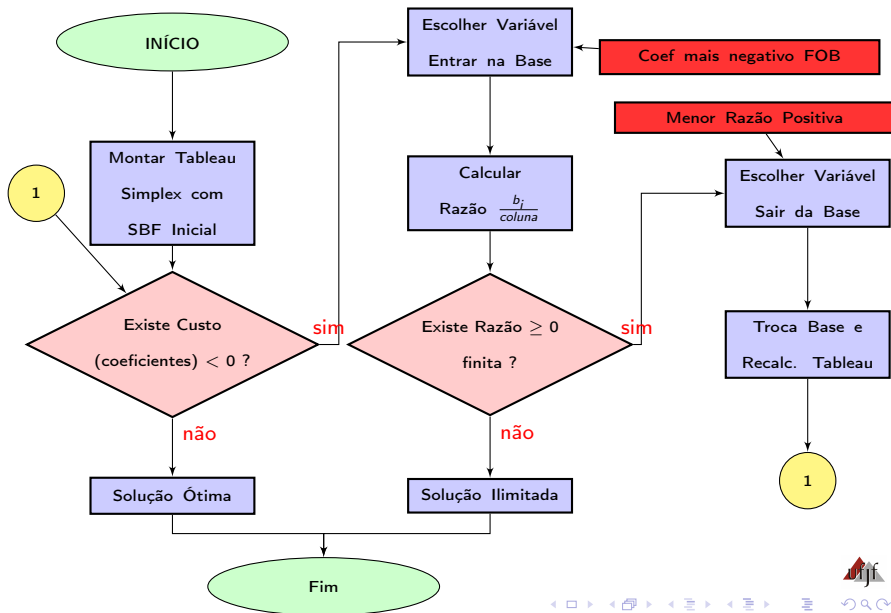 INÍCIO
Montar Tableau
Simplex com
SBF Inicial
1
Existe Custo
(coeficientes) < 0 ?
sim
não
Solução Ótima
Escolher Variável
Entrar na Base
Coef mais negativo FOB
Calcular
Razão b_i/coluna
Existe Razão ≥ 0
finita ?
sim
não
Solução Ilimitada
Menor Razão Positiva
Escolher Variável
Sair da Base
Troca Base e
Recalc. Tableau
1
Fim
ufjf